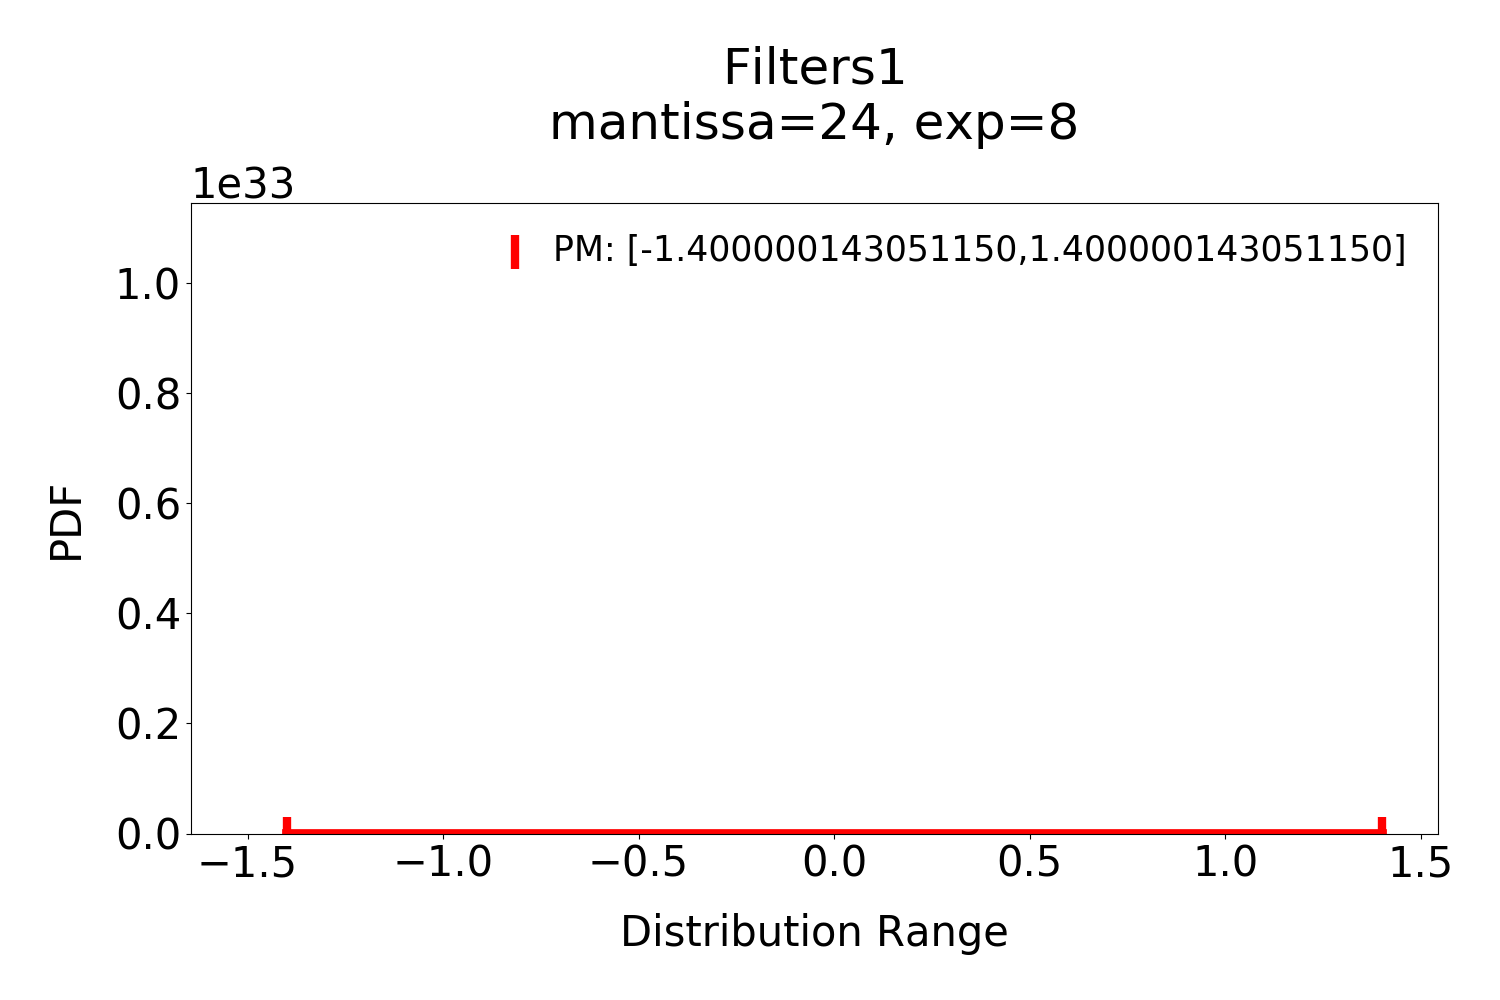 Filters1
mantissa=24, exp=8
1e33
PM: [-1.400000143051150,1.400000143051150]
1.0
0.8
0.6
0.4
0.2
0.0
PDF
−1.5 −1.0 −0.5 0.0 0.5 1.0 1.5
Distribution Range